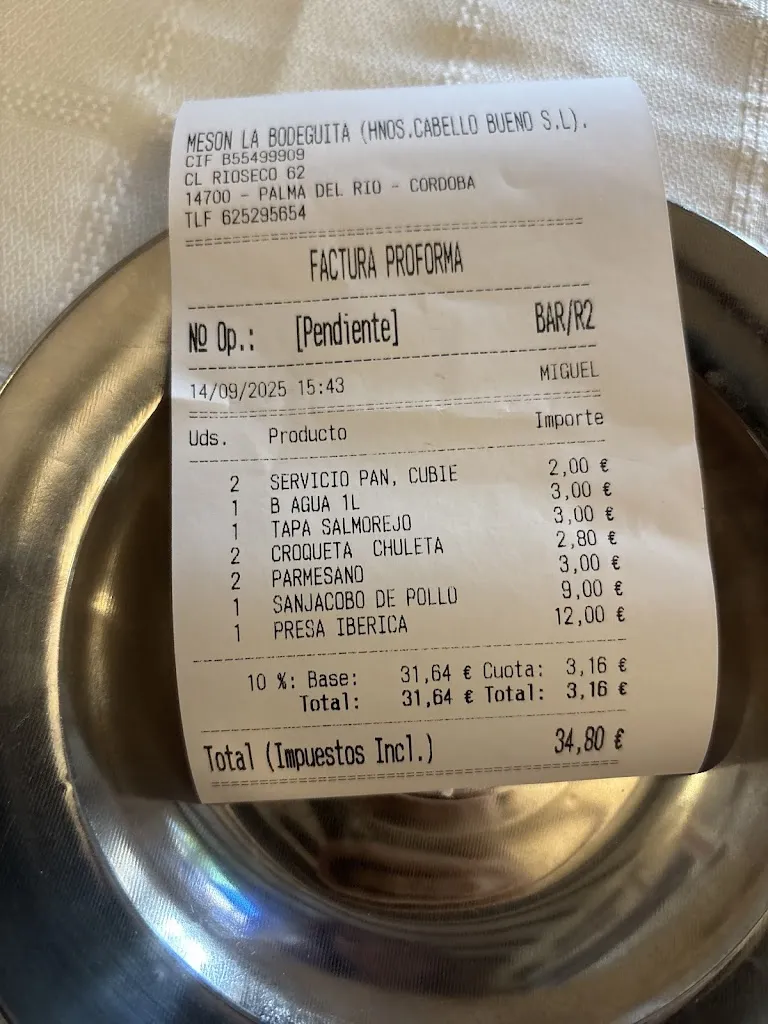 MESON LA BODEGUITA (HNOS.CABELLO BUENO S.L).
CIF B55499909
CL RIOSECO 62
14700 - PALMA DEL RIO - CORDOBA
TLF 625295654
FACTURA PROFORMA
Nº Op.: [Pendiente] BAR/R2
14/09/2025 15:43 MIGUEL
Uds. Producto Importe
2 SERVICIO PAN, CUBIE 2,00 €
1 B AGUA 1L 3,00 €
1 TAPA SALMOREJO 3,00 €
2 CROQUETA CHULETA 2,80 €
2 PARMESANO 3,00 €
1 SANJACOBO DE POLLO 9,00 €
1 PRESA IBERICA 12,00 €
10 %: Base: 31,64 € Cuota: 3,16 €
Total: 31,64 € Total: 3,16 €
Total (Impuestos Incl.) 34,80 €